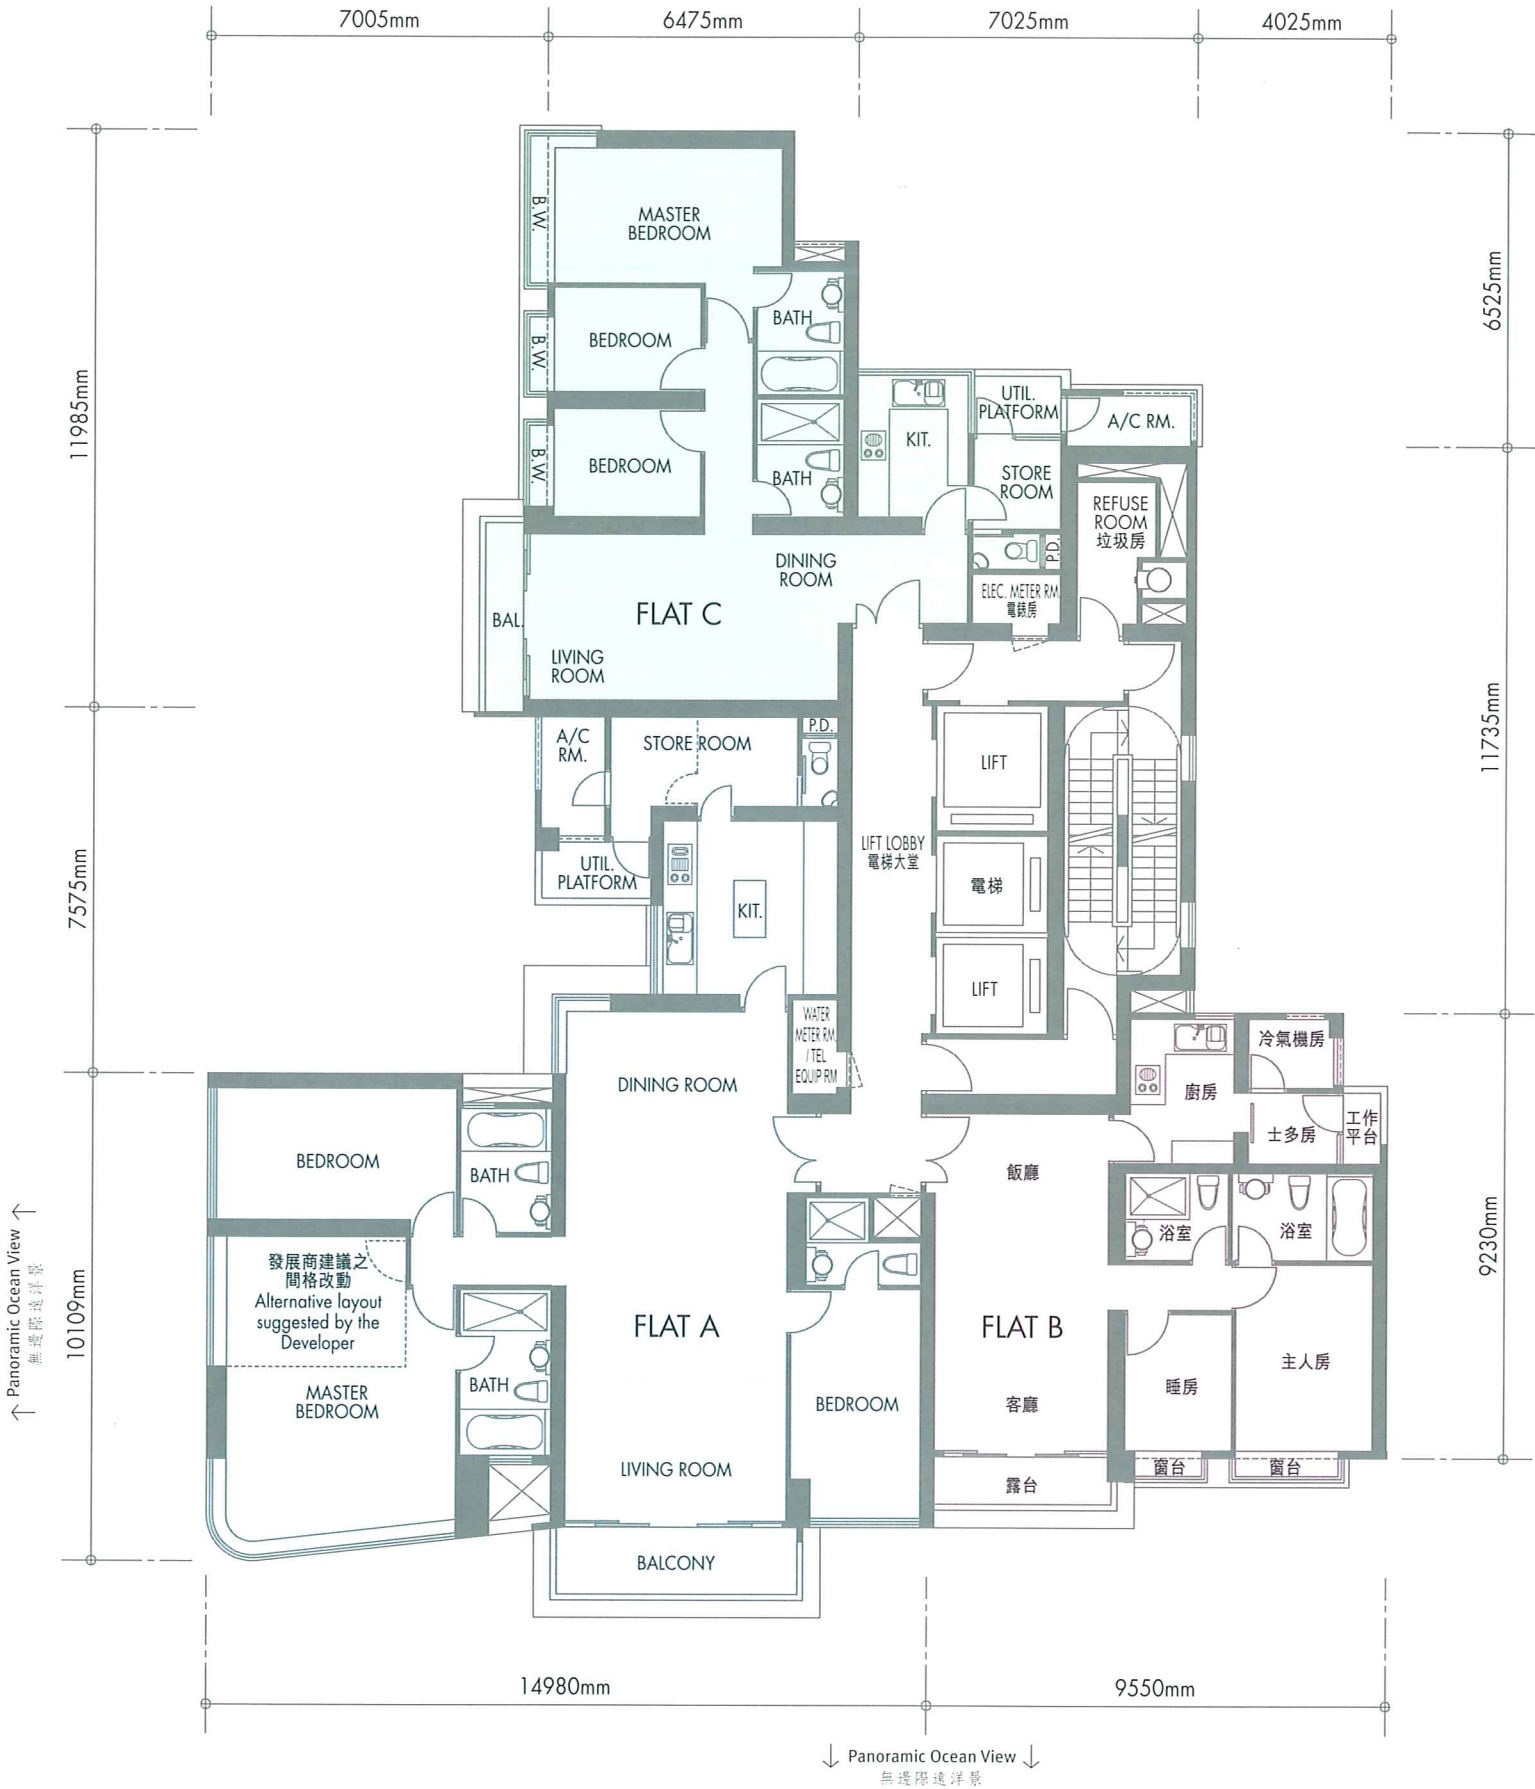 7005mm
6475mm
7025mm
4025mm
11985mm
7575mm
10109mm
6525mm
11735mm
9230mm
B.W.
MASTER
BEDROOM
BATH
B.W.
BEDROOM
B.W.
BEDROOM
BATH
KIT.
UTIL.
PLATFORM
A/C RM.
STORE
ROOM
REFUSE
ROOM
垃圾房
P.D.
ELEC. METER RM.
電錶房
DINING
ROOM
FLAT C
BAL.
LIVING
ROOM
A/C
RM.
STORE ROOM
P.D.
UTIL.
PLATFORM
KIT.
LIFT
LIFT LOBBY
電梯大堂
電梯
LIFT
WATER
METER RM.
/ TEL
EQUIP RM
DINING ROOM
BEDROOM
BATH
發展商建議之
間格改動
Alternative layout
suggested by the
Developer
MASTER
BEDROOM
BATH
FLAT A
LIVING ROOM
BALCONY
BEDROOM
冷氣機房
廚房
士多房
工作
平台
飯廳
浴室
浴室
FLAT B
客廳
睡房
主人房
露台
窗台
窗台
Panoramic Ocean View
無邊際遠洋景
14980mm
9550mm
Panoramic Ocean View
無邊際遠洋景